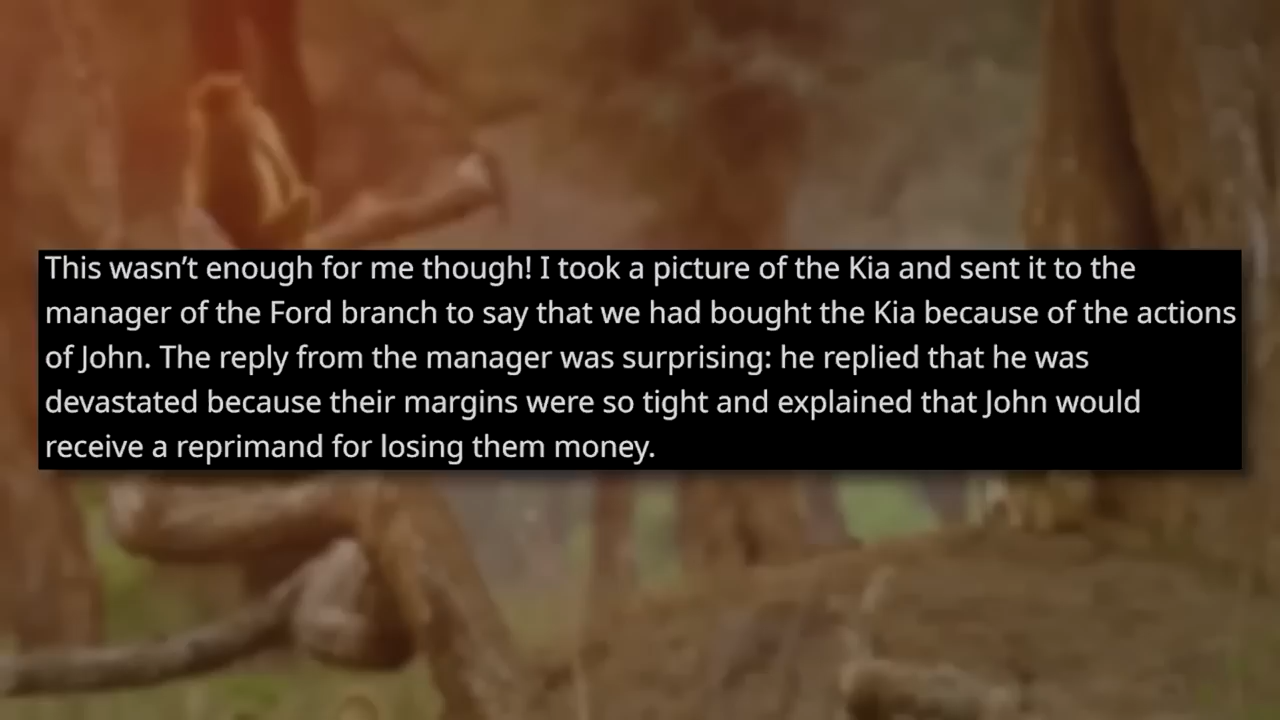 This wasn’t enough for me though! I took a picture of the Kia and sent it to the
manager of the Ford branch to say that we had bought the Kia because of the actions
of John. The reply from the manager was surprising: he replied that he was
devastated because their margins were so tight and explained that John would
receive a reprimand for losing them money.